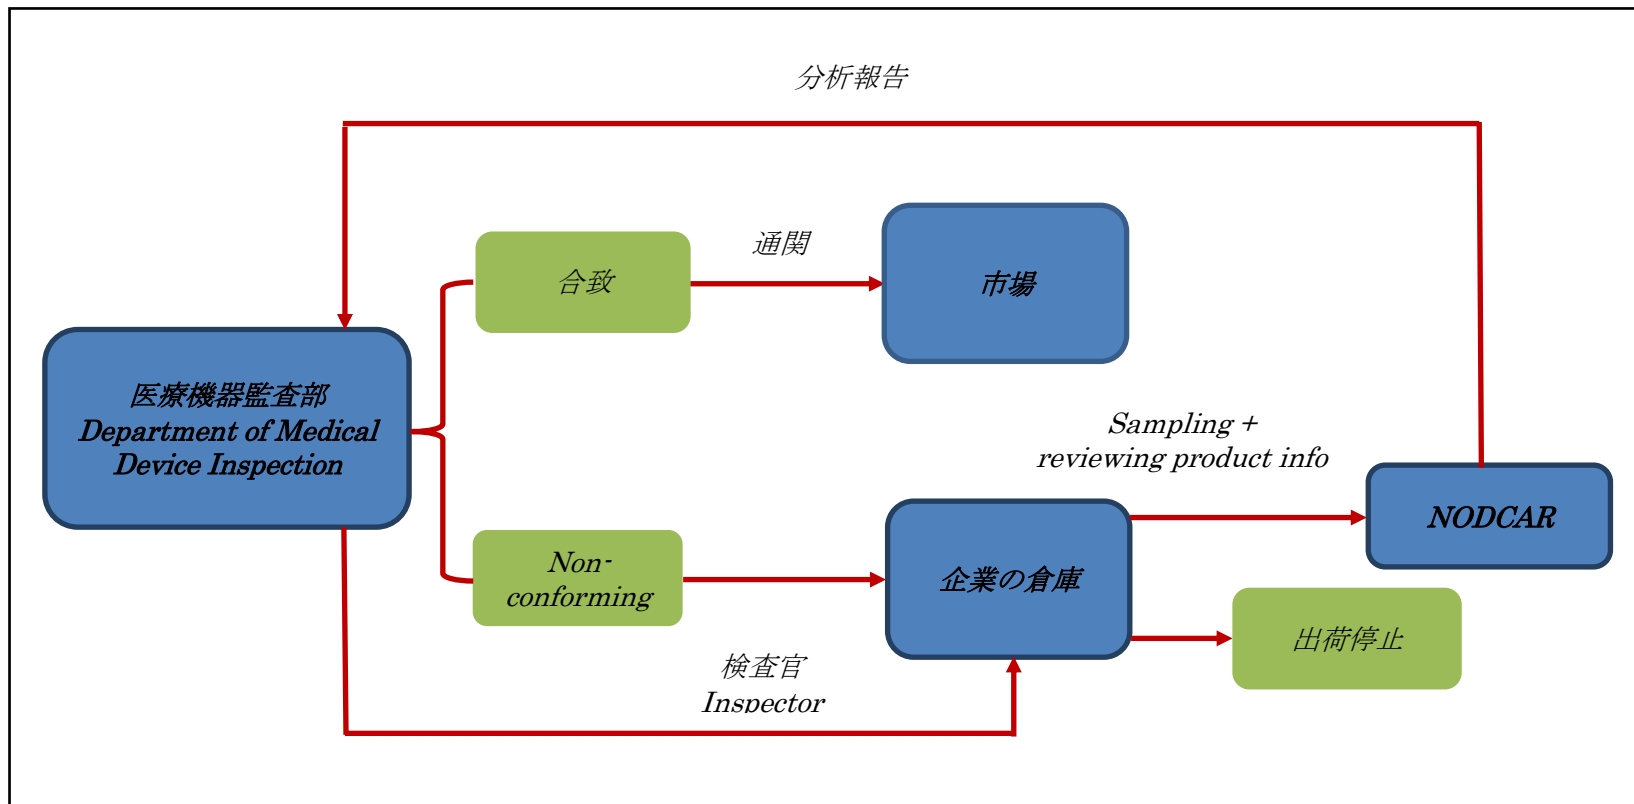 分析報告
通関
合致
市場
医療機器監査部
Department of Medical
Device Inspection
Sampling +
reviewing product info
NODCAR
Non-
conforming
企業の倉庫
出荷停止
検査官
Inspector